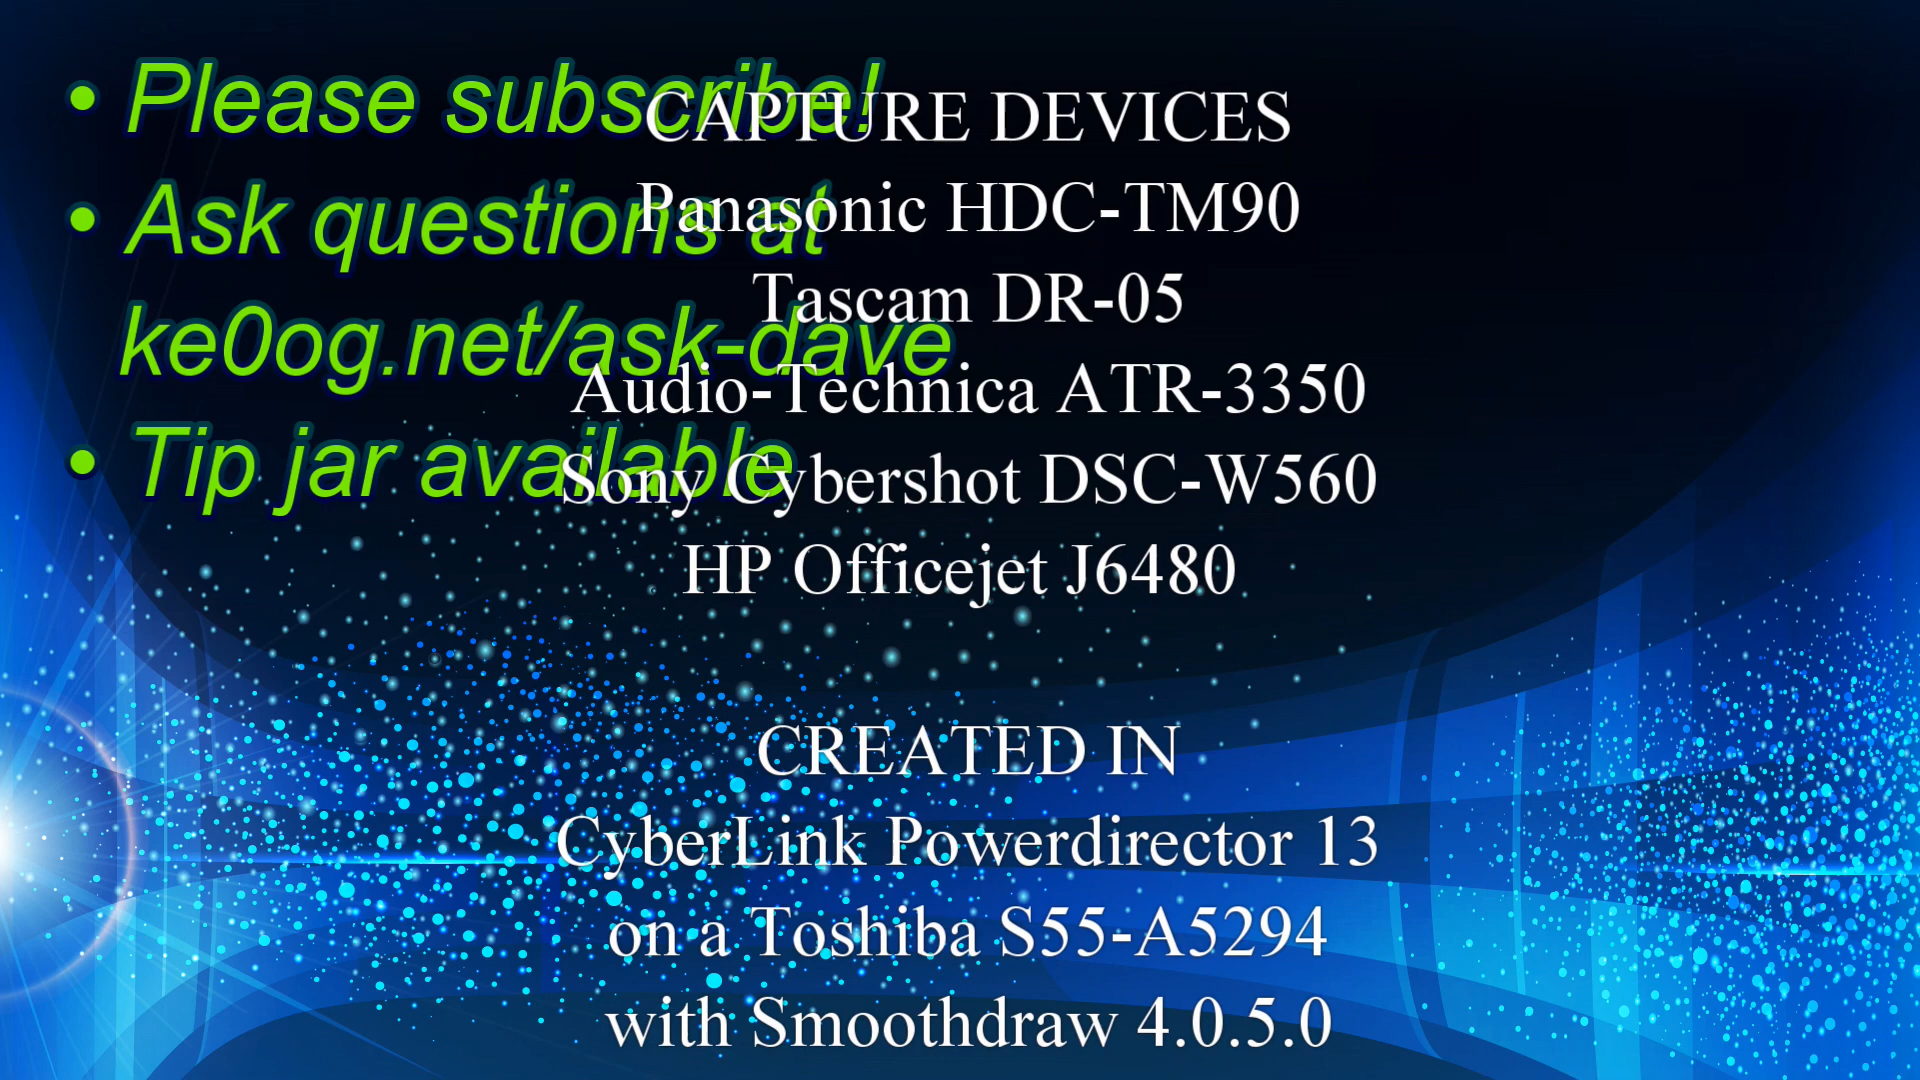 • Please subscribe!
• Ask questions at
ke0og.net/ask-dave
• Tip jar available
CAPTURE DEVICES
Panasonic HDC-TM90
Tascam DR-05
Audio-Technica ATR-3350
Sony Cybershot DSC-W560
HP Officejet J6480
CREATED IN
CyberLink Powerdirector 13
on a Toshiba S55-A5294
with Smoothdraw 4.0.5.0